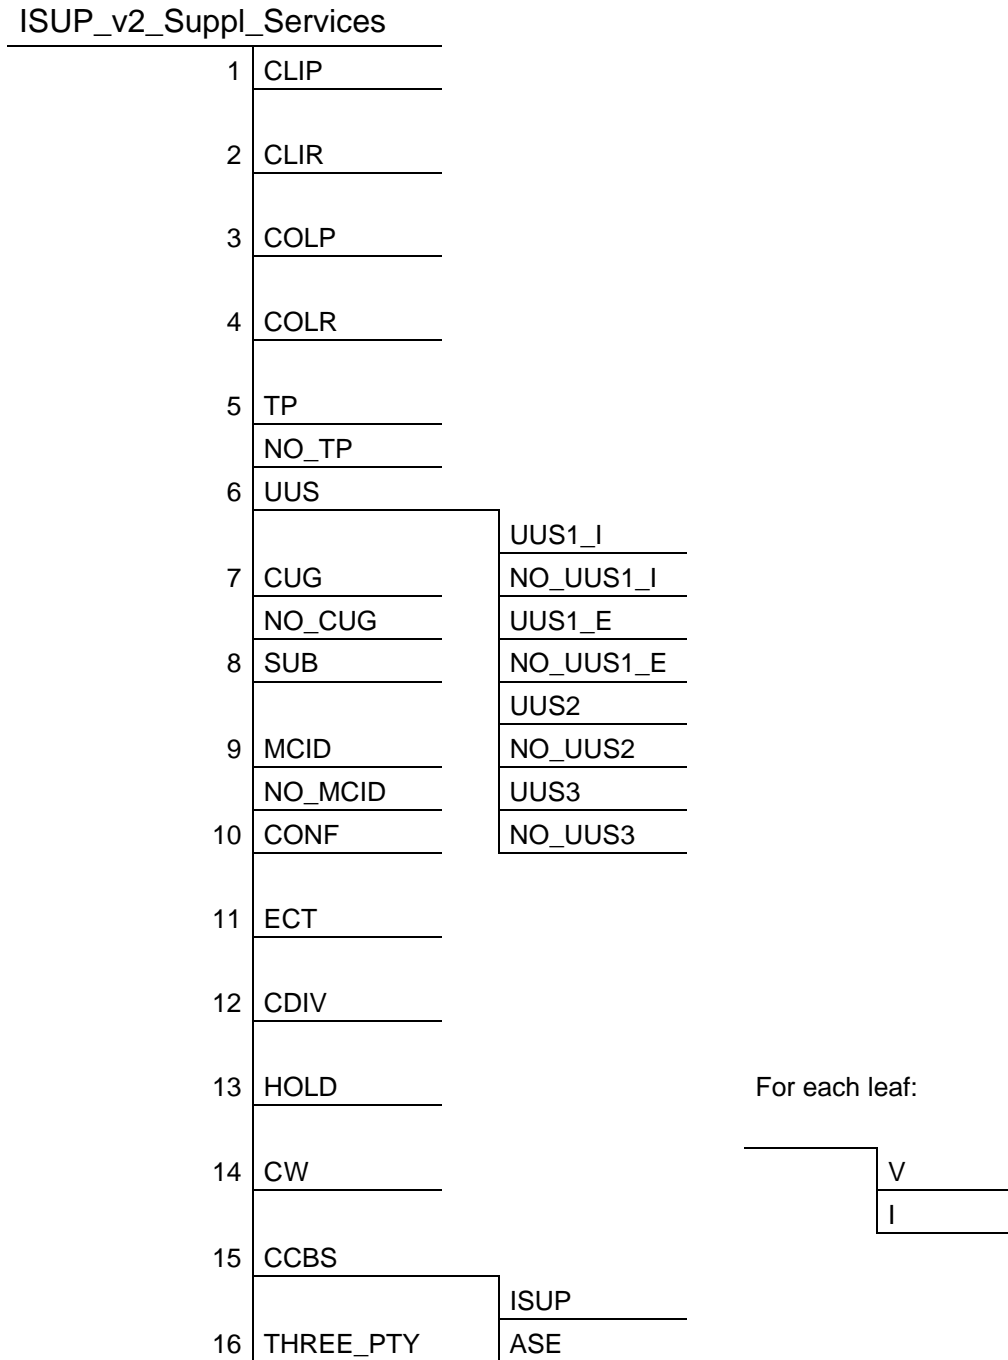 ISUP_v2_Suppl_Services
1 CLIP
2 CLIR
3 COLP
4 COLR
5 TP
NO_TP
6 UUS
UUS1_I
7 CUG NO_UUS1_I
NO_CUG UUS1_E
8 SUB NO_UUS1_E
UUS2
9 MCID NO_UUS2
NO_MCID UUS3
10 CONF NO_UUS3
11 ECT
12 CDIV
13 HOLD For each leaf:
14 CW V
I
15 CCBS
ISUP
16 THREE_PTY ASE